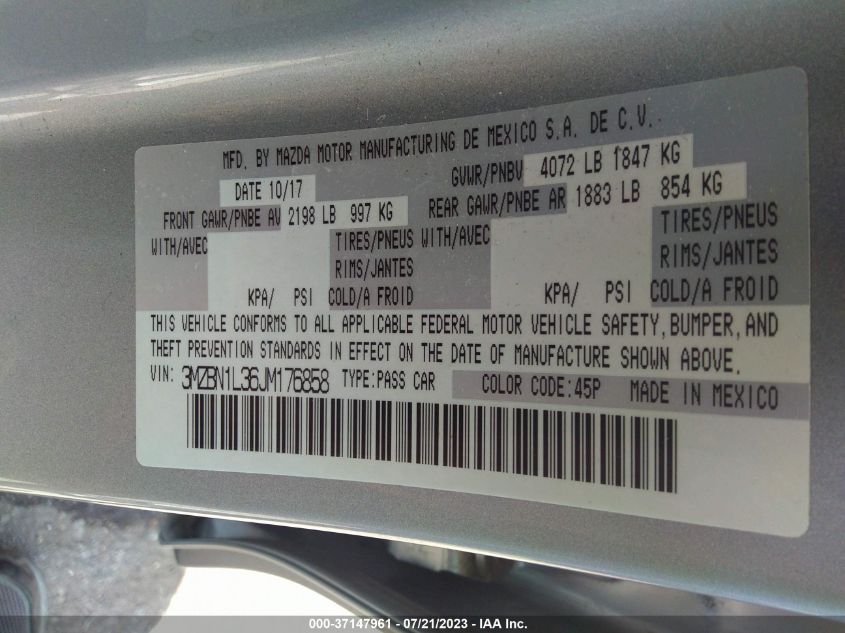 MFD. BY MAZDA MOTOR MANUFACTURING DE MEXICO S.A. DE C.V.
DATE 10/17 GVWR/PNBV 4072 LB 1847 KG
FRONT GAWR/PNBE AV 2198 LB 997 KG REAR GAWR/PNBE AR 1883 LB 854 KG
WITH/AVEC TIRES/PNEUS WITH/AVEC TIRES/PNEUS
RIMS/JANTES RIMS/JANTES
KPA/ PSI COLD/A FROID KPA/ PSI COLD/A FROID
THIS VEHICLE CONFORMS TO ALL APPLICABLE FEDERAL MOTOR VEHICLE SAFETY, BUMPER, AND
THEFT PREVENTION STANDARDS IN EFFECT ON THE DATE OF MANUFACTURE SHOWN ABOVE.
VIN: 3MZBN1L36JM176858 TYPE:PASS CAR COLOR CODE:45P MADE IN MEXICO
000-37147961 - 07/21/2023 - IAA Inc.